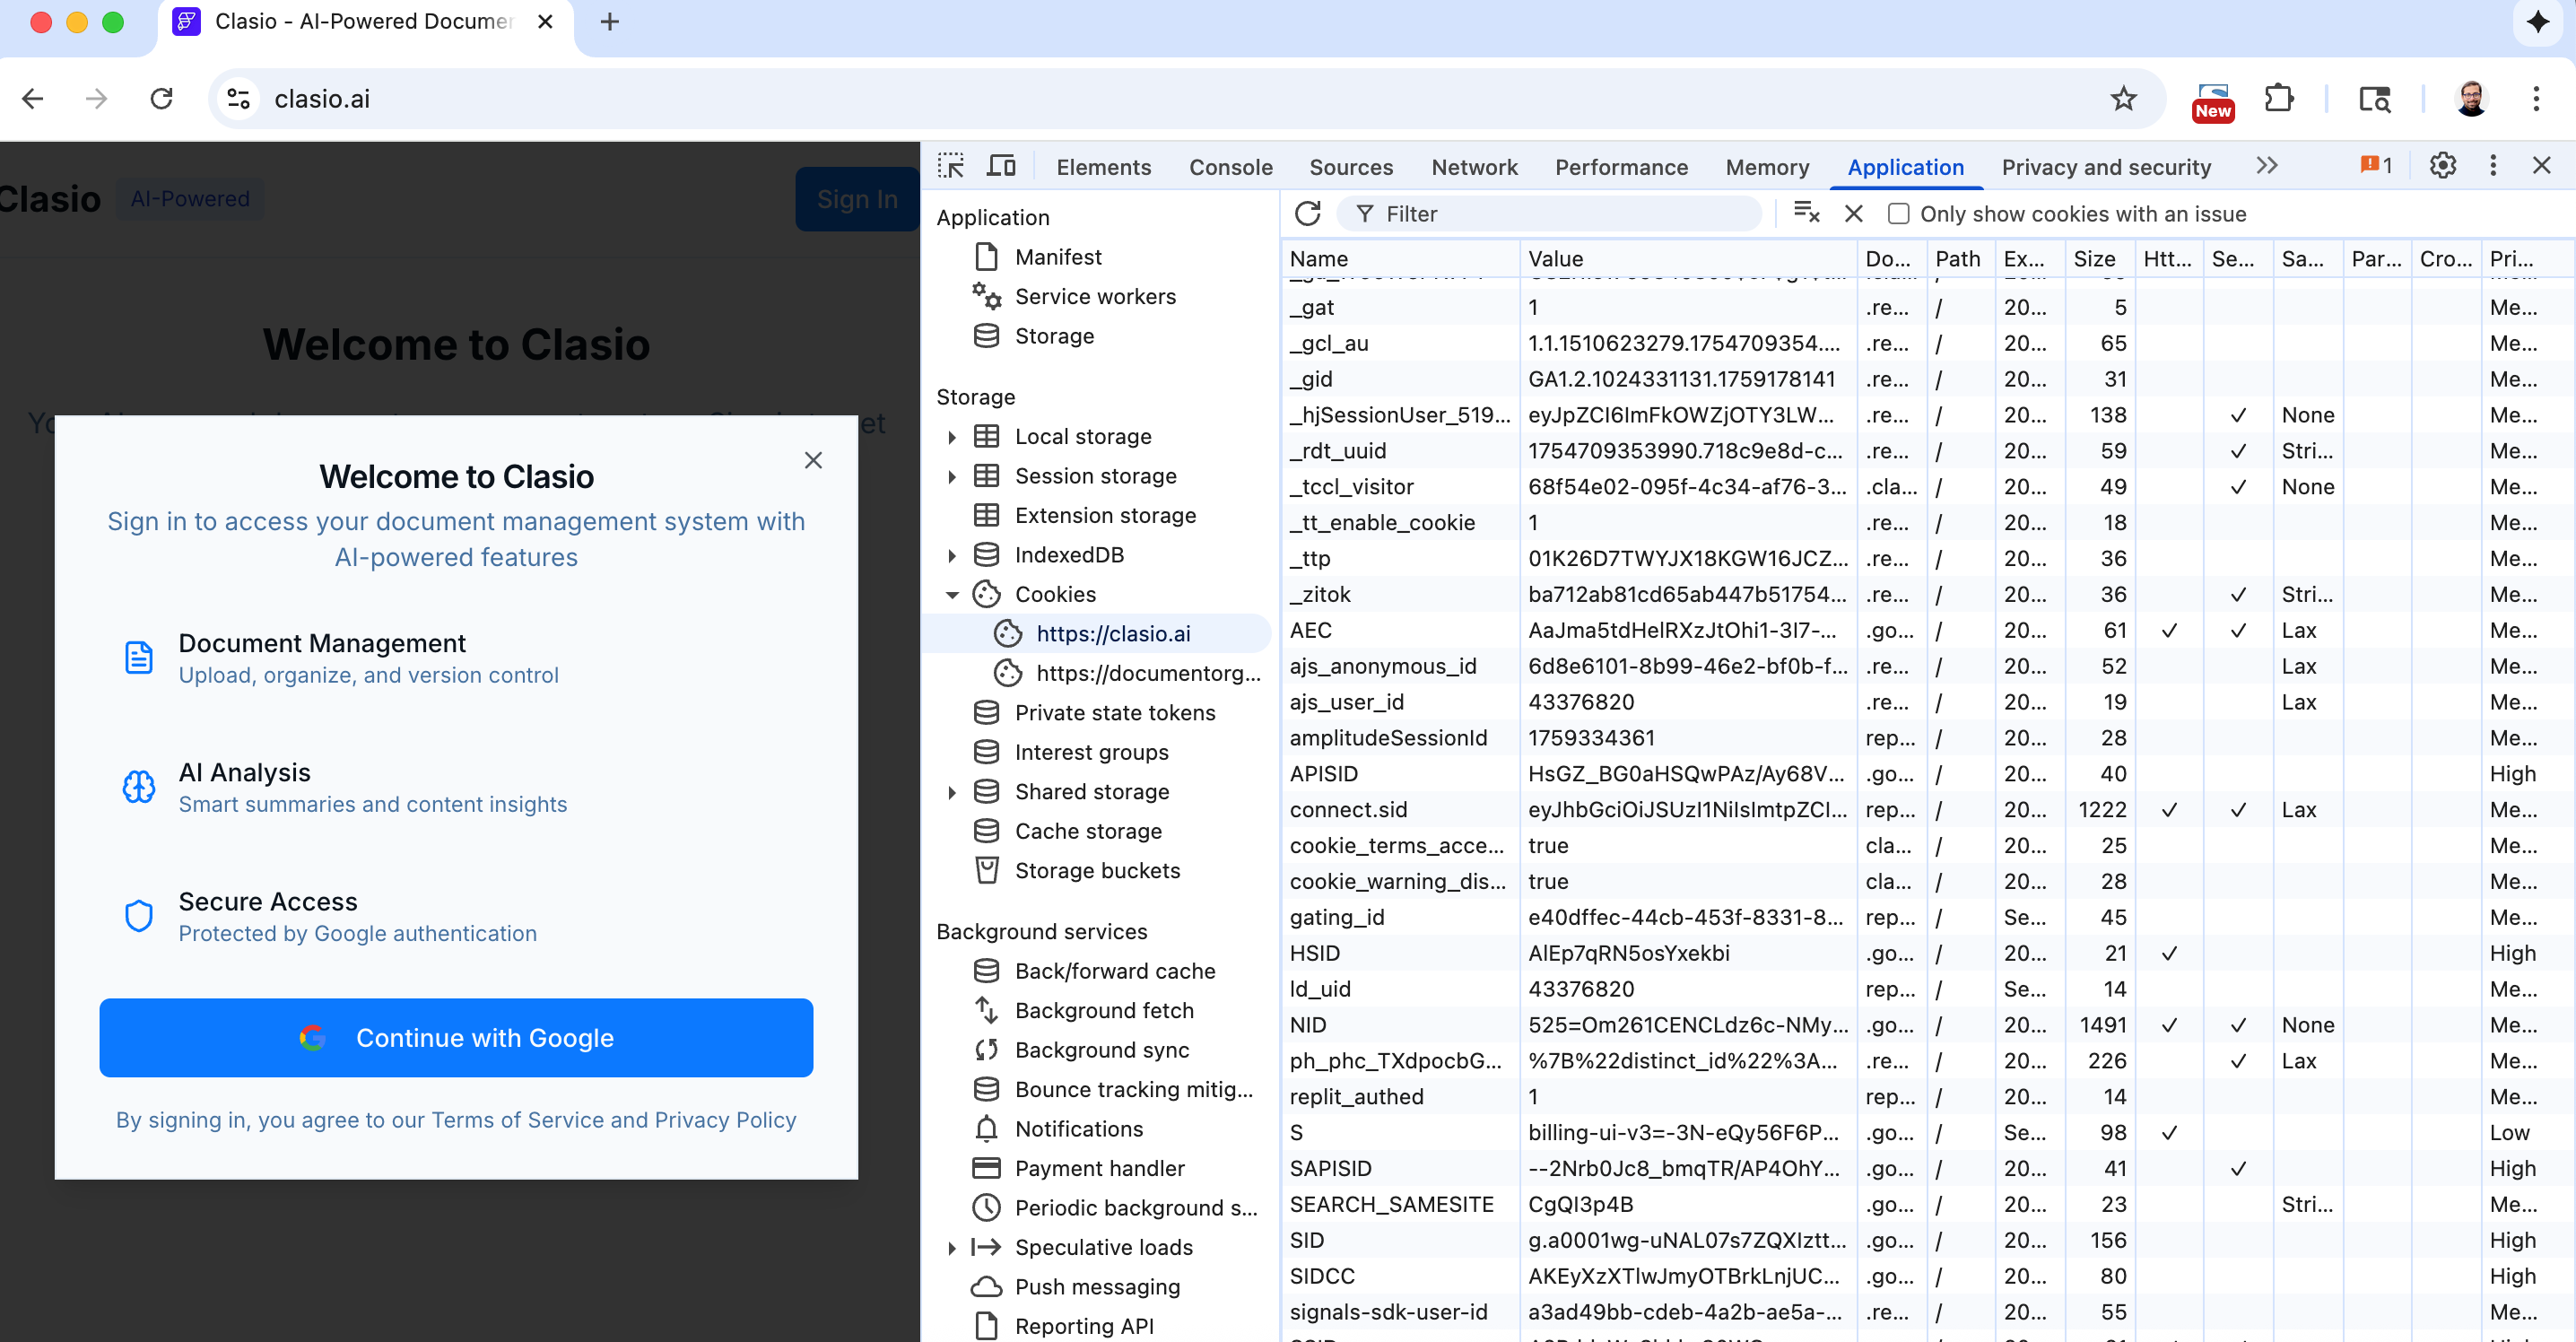 Clasio - AI-Powered Documen
clasio.ai
New
Clasio
AI-Powered
Sign In
Welcome to Clasio
Welcome to Clasio
Sign in to access your document management system with
AI-powered features
Document Management
Upload, organize, and version control
AI Analysis
Smart summaries and content insights
Secure Access
Protected by Google authentication
Continue with Google
By signing in, you agree to our Terms of Service and Privacy Policy
Elements Console Sources Network Performance Memory Application Privacy and security 1
Application
Manifest
Service workers
Storage
Storage
Local storage
Session storage
Extension storage
IndexedDB
Cookies
https://clasio.ai
https://documentorg...
Private state tokens
Interest groups
Shared storage
Cache storage
Storage buckets
Background services
Back/forward cache
Background fetch
Background sync
Bounce tracking mitig...
Notifications
Payment handler
Periodic background s...
Speculative loads
Push messaging
Reporting API
Filter Only show cookies with an issue
Name Value Do... Path Ex... Size Htt... Se... Sa... Par... Cro... Pri...
_gat 1 .re... / 20... 5 Me...
_gcl_au 1.1.1510623279.1754709354.... .re... / 20... 65 Me...
_gid GA1.2.1024331131.1759178141 .re... / 20... 31 Me...
_hjSessionUser_519... eyJpZCI6ImFkOWZjOTY3LW... .re... / 20... 138 ✓ None Me...
_rdt_uuid 1754709353990.718c9e8d-c... .re... / 20... 59 ✓ Stri... Me...
_tccl_visitor 68f54e02-095f-4c34-af76-3... .cla... / 20... 49 ✓ None Me...
_tt_enable_cookie 1 .re... / 20... 18 Me...
_ttp 01K26D7TWYJX18KGW16JCZ... .re... / 20... 36 Me...
_zitok ba712ab81cd65ab447b51754... .re... / 20... 36 ✓ Stri... Me...
AEC AaJma5tdHelRXzJtOhi1-3I7-... .go... / 20... 61 ✓ ✓ Lax Me...
ajs_anonymous_id 6d8e6101-8b99-46e2-bf0b-f... .re... / 20... 52 Lax Me...
ajs_user_id 43376820 .re... / 20... 19 Lax Me...
amplitudeSessionId 1759334361 rep... / 20... 28 Me...
APISID HsGZ_BG0aHSQwPAz/Ay68V... .go... / 20... 40 High
connect.sid eyJhbGciOiJSUzI1NiIsImtpZCI... rep... / 20... 1222 ✓ ✓ Lax Me...
cookie_terms_acce... true cla... / 20... 25 Me...
cookie_warning_dis... true cla... / 20... 28 Me...
gating_id e40dffec-44cb-453f-8331-8... rep... / Se... 45 Me...
HSID AlEp7qRN5osYxekbi .go... / 20... 21 ✓ High
ld_uid 43376820 rep... / Se... 14 Me...
NID 525=Om261CENCLdz6c-NMy... .go... / 20... 1491 ✓ ✓ None Me...
ph_phc_TXdpocbG... %7B%22distinct_id%22%3A... .re... / 20... 226 ✓ Lax Me...
replit_authed 1 rep... / 20... 14 Me...
S billing-ui-v3=-3N-eQy56F6P... .go... / Se... 98 ✓ Low
SAPISID --2Nrb0Jc8_bmqTR/AP4OhY... .go... / 20... 41 ✓ High
SEARCH_SAMESITE CgQI3p4B .go... / 20... 23 Stri... Me...
SID g.a0001wg-uNAL07s7ZQXIztt... .go... / 20... 156 High
SIDCC AKEyXzXTlwJmyOTBrkLnjUC... .go... / 20... 80 High
signals-sdk-user-id a3ad49bb-cdeb-4a2b-ae5a-... .re... / 20... 55 Me...